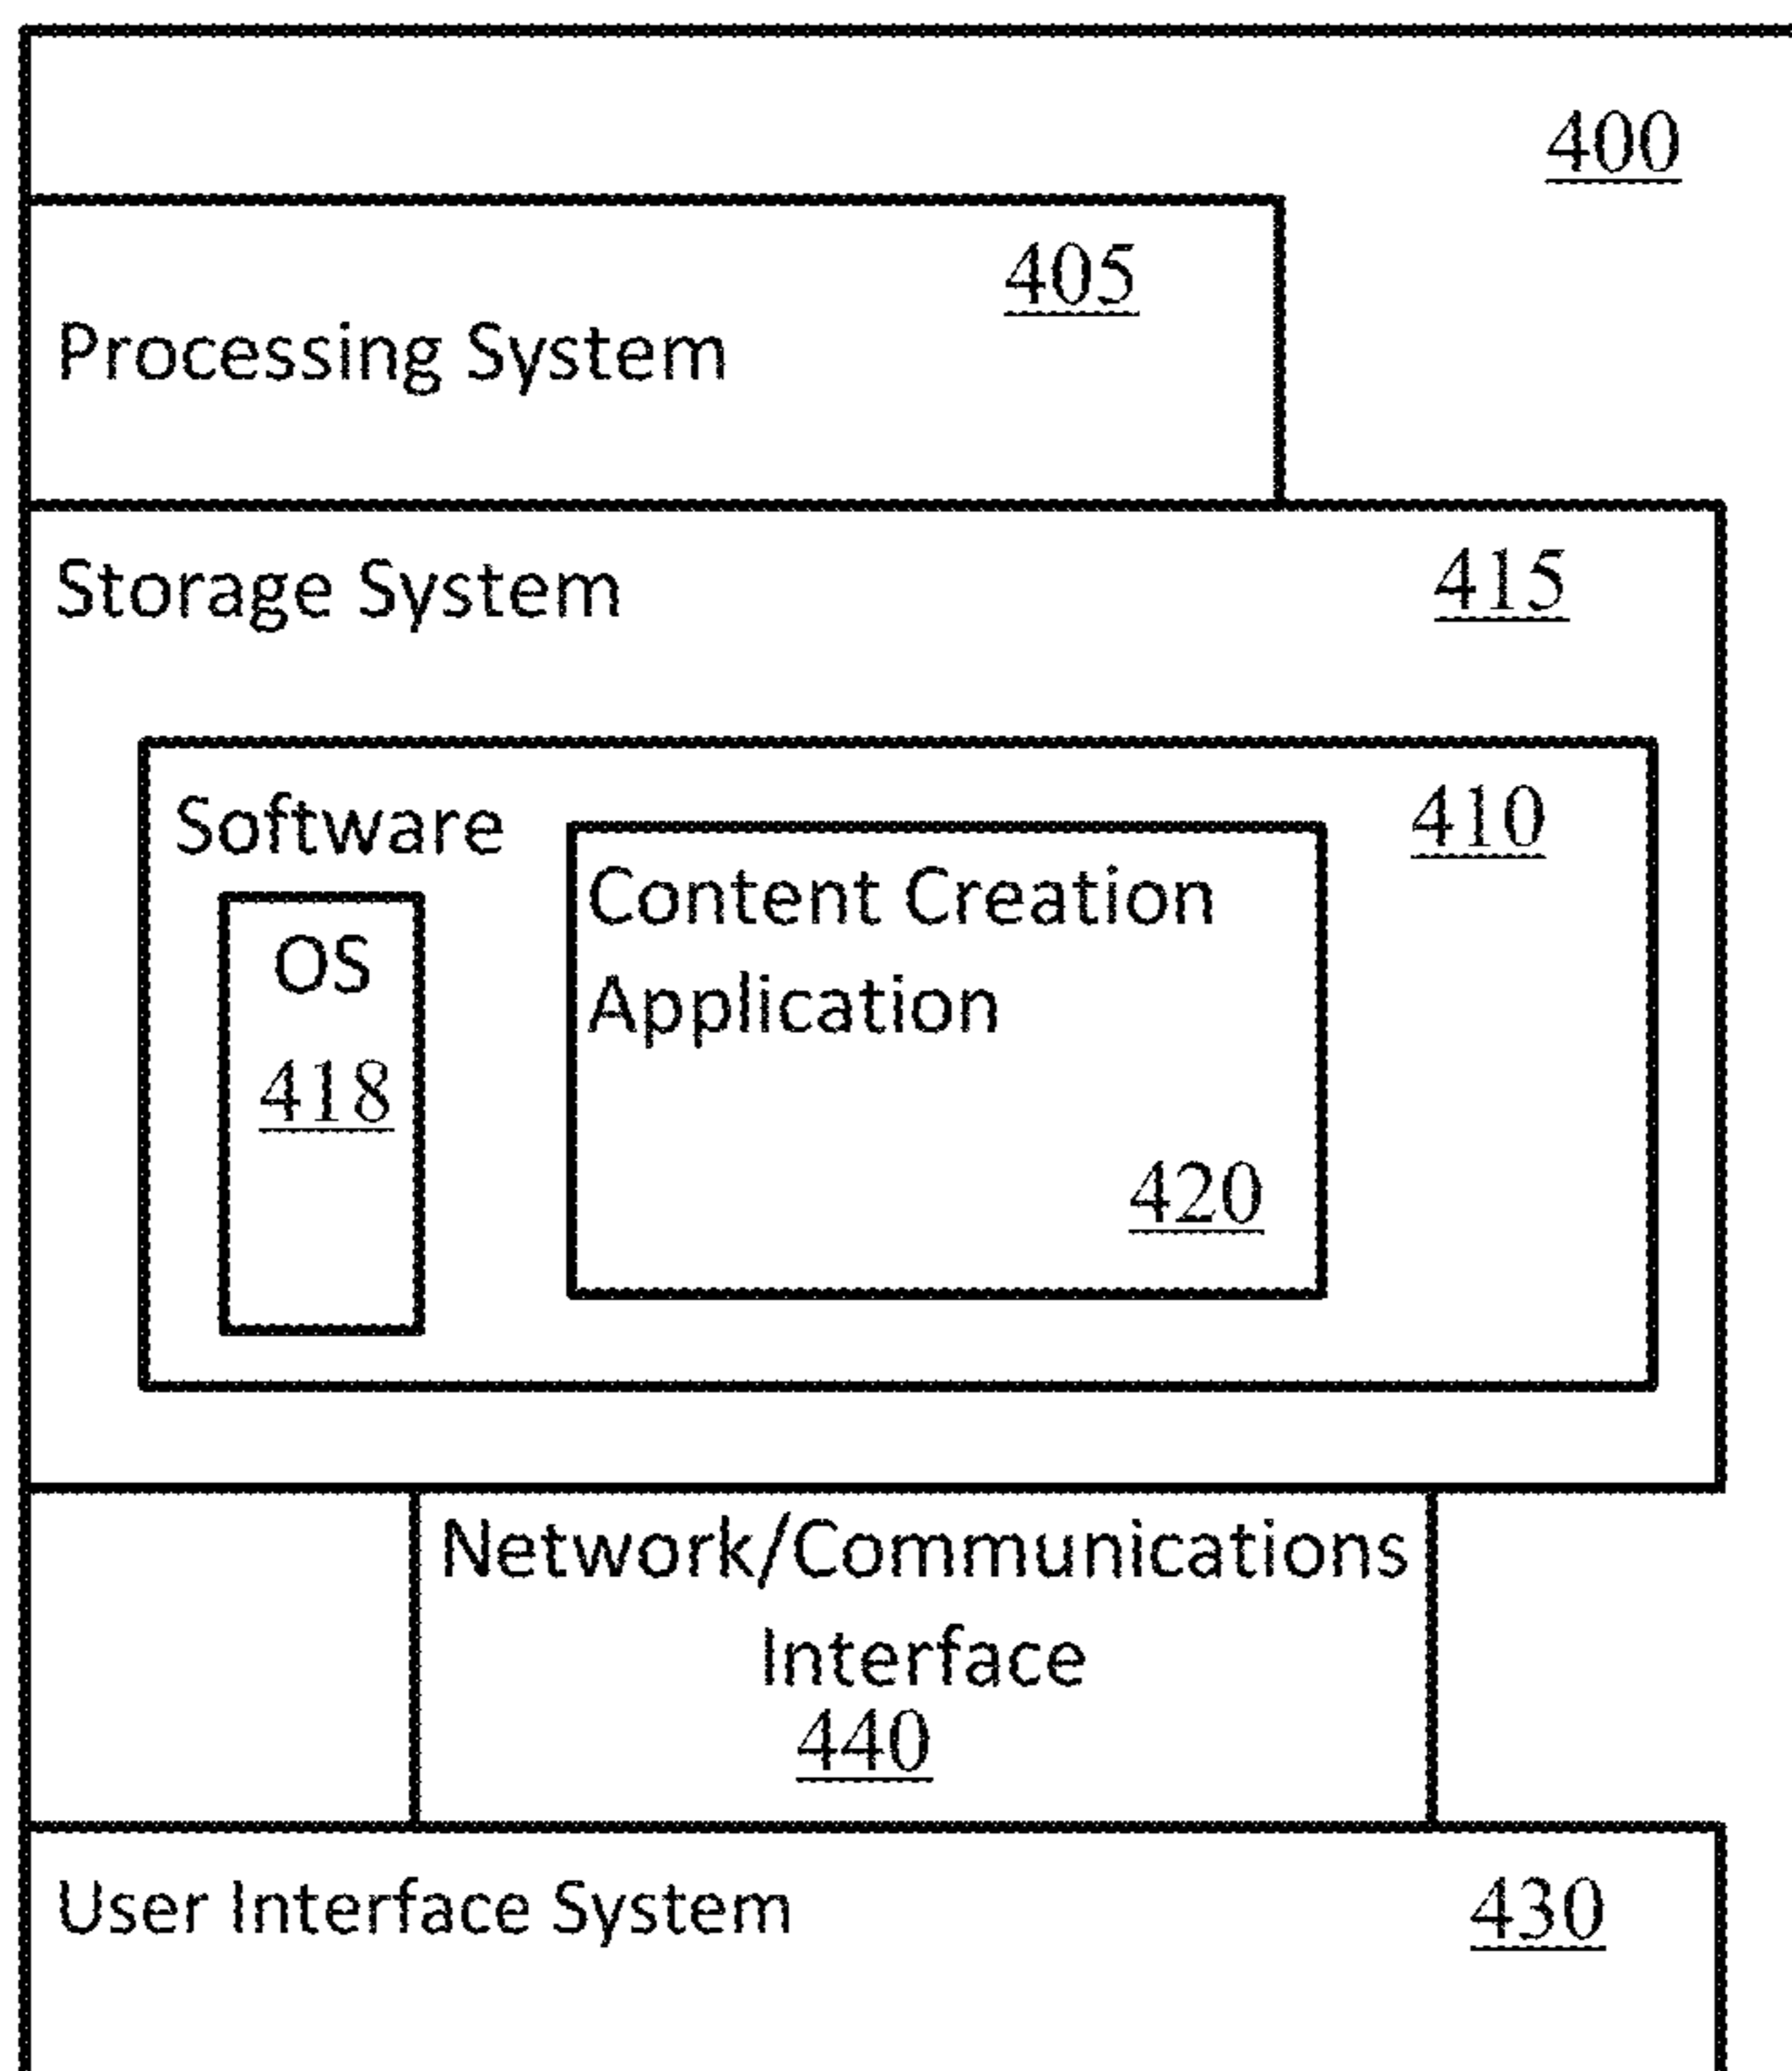 400
405
Processing System
Storage System
415
Software
410
Content Creation
Application
420
OS
418
Network/Communications
Interface
440
User Interface System
430